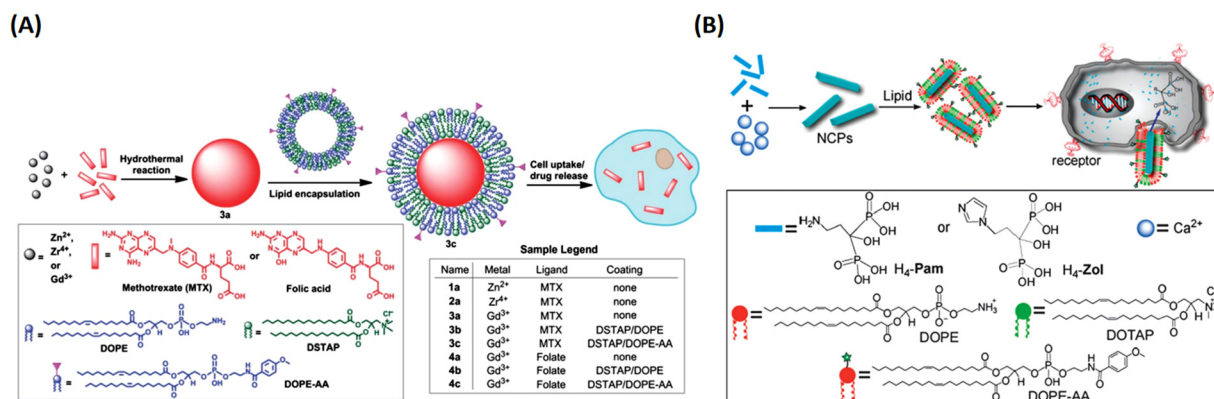 (A)
Zn2+,
Zr4+,
or
Gd3+
+
Hydrothermal
reaction
3a
Lipid encapsulation
3c
Cell uptake/
drug release
=
=
Methotrexate (MTX)
or
Folic acid
=
DOPE
=
DSTAP
=
DOPE-AA
Sample Legend
Name Metal Ligand Coating
1a Zn2+ MTX none
2a Zr4+ MTX none
3a Gd3+ MTX none
3b Gd3+ MTX DSTAP/DOPE
3c Gd3+ MTX DSTAP/DOPE-AA
4a Gd3+ Folate none
4b Gd3+ Folate DSTAP/DOPE
4c Gd3+ Folate DSTAP/DOPE-AA
(B)
+
NCPs
Lipid
receptor
=
H4-Pam
or
H4-Zol
= Ca2+
=
DOPE
=
DOTAP
=
DOPE-AA